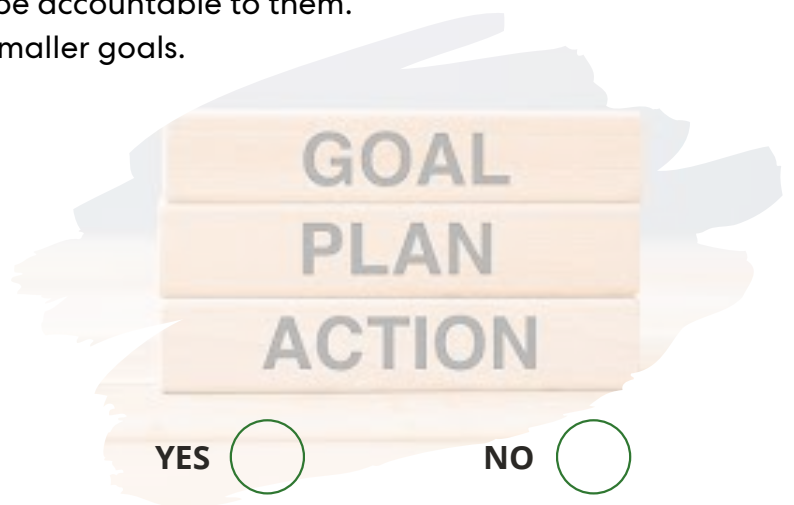 be accountable to them.
maller goals.
GOAL
PLAN
ACTION
YES
NO